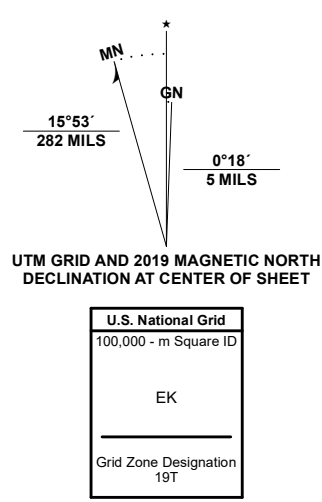 ★
MN
GN
15°53´
282 MILS
0°18´
5 MILS
UTM GRID AND 2019 MAGNETIC NORTH
DECLINATION AT CENTER OF SHEET
U.S. National Grid
100,000 - m Square ID
EK
Grid Zone Designation
19T